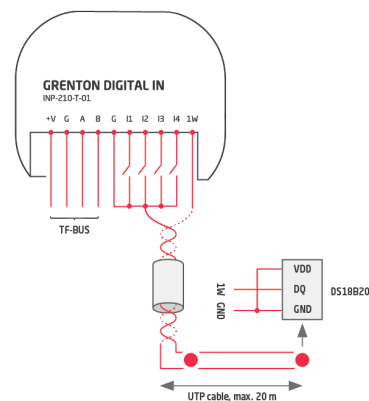 GRENTON DIGITAL IN
INP-210-T-01
+V G A B G I1 I2 I3 I4 1W
TF-BUS
VDD
1W DQ DS18B20
GND GND
UTP cable, max. 20 m